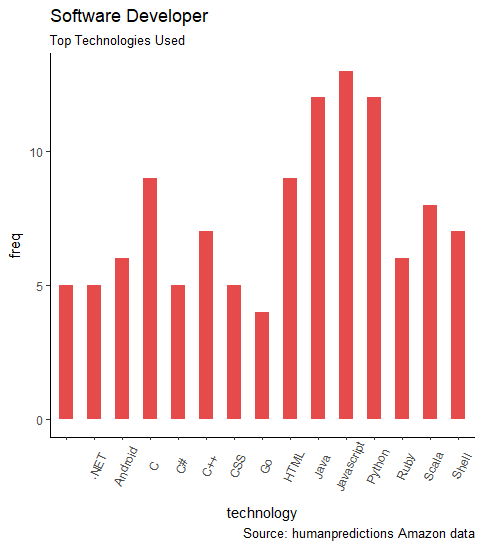 Software Developer
Top Technologies Used
freq
10
5
0
.NET
Android
C
C#
C++
CSS
Go
HTML
Java
Javascript
Python
Ruby
Scala
Shell
technology
Source: humanpredictions Amazon data